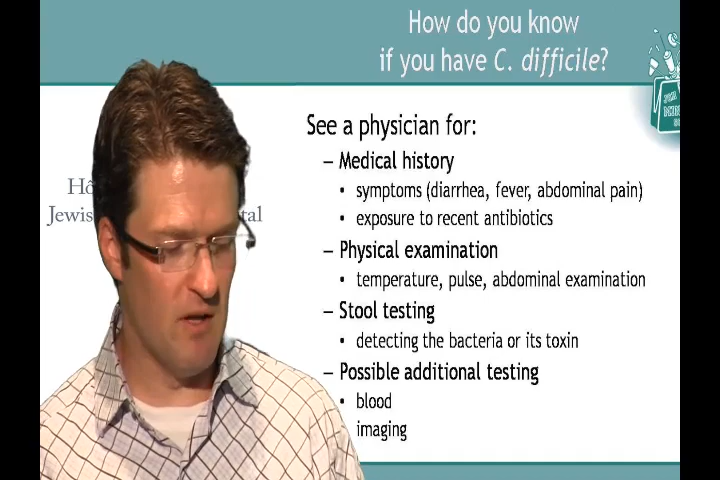 How do you know
if you have C. difficile?
See a physician for:
– Medical history
• symptoms (diarrhea, fever, abdominal pain)
• exposure to recent antibiotics
– Physical examination
• temperature, pulse, abdominal examination
– Stool testing
• detecting the bacteria or its toxin
– Possible additional testing
• blood
imaging
Jewis